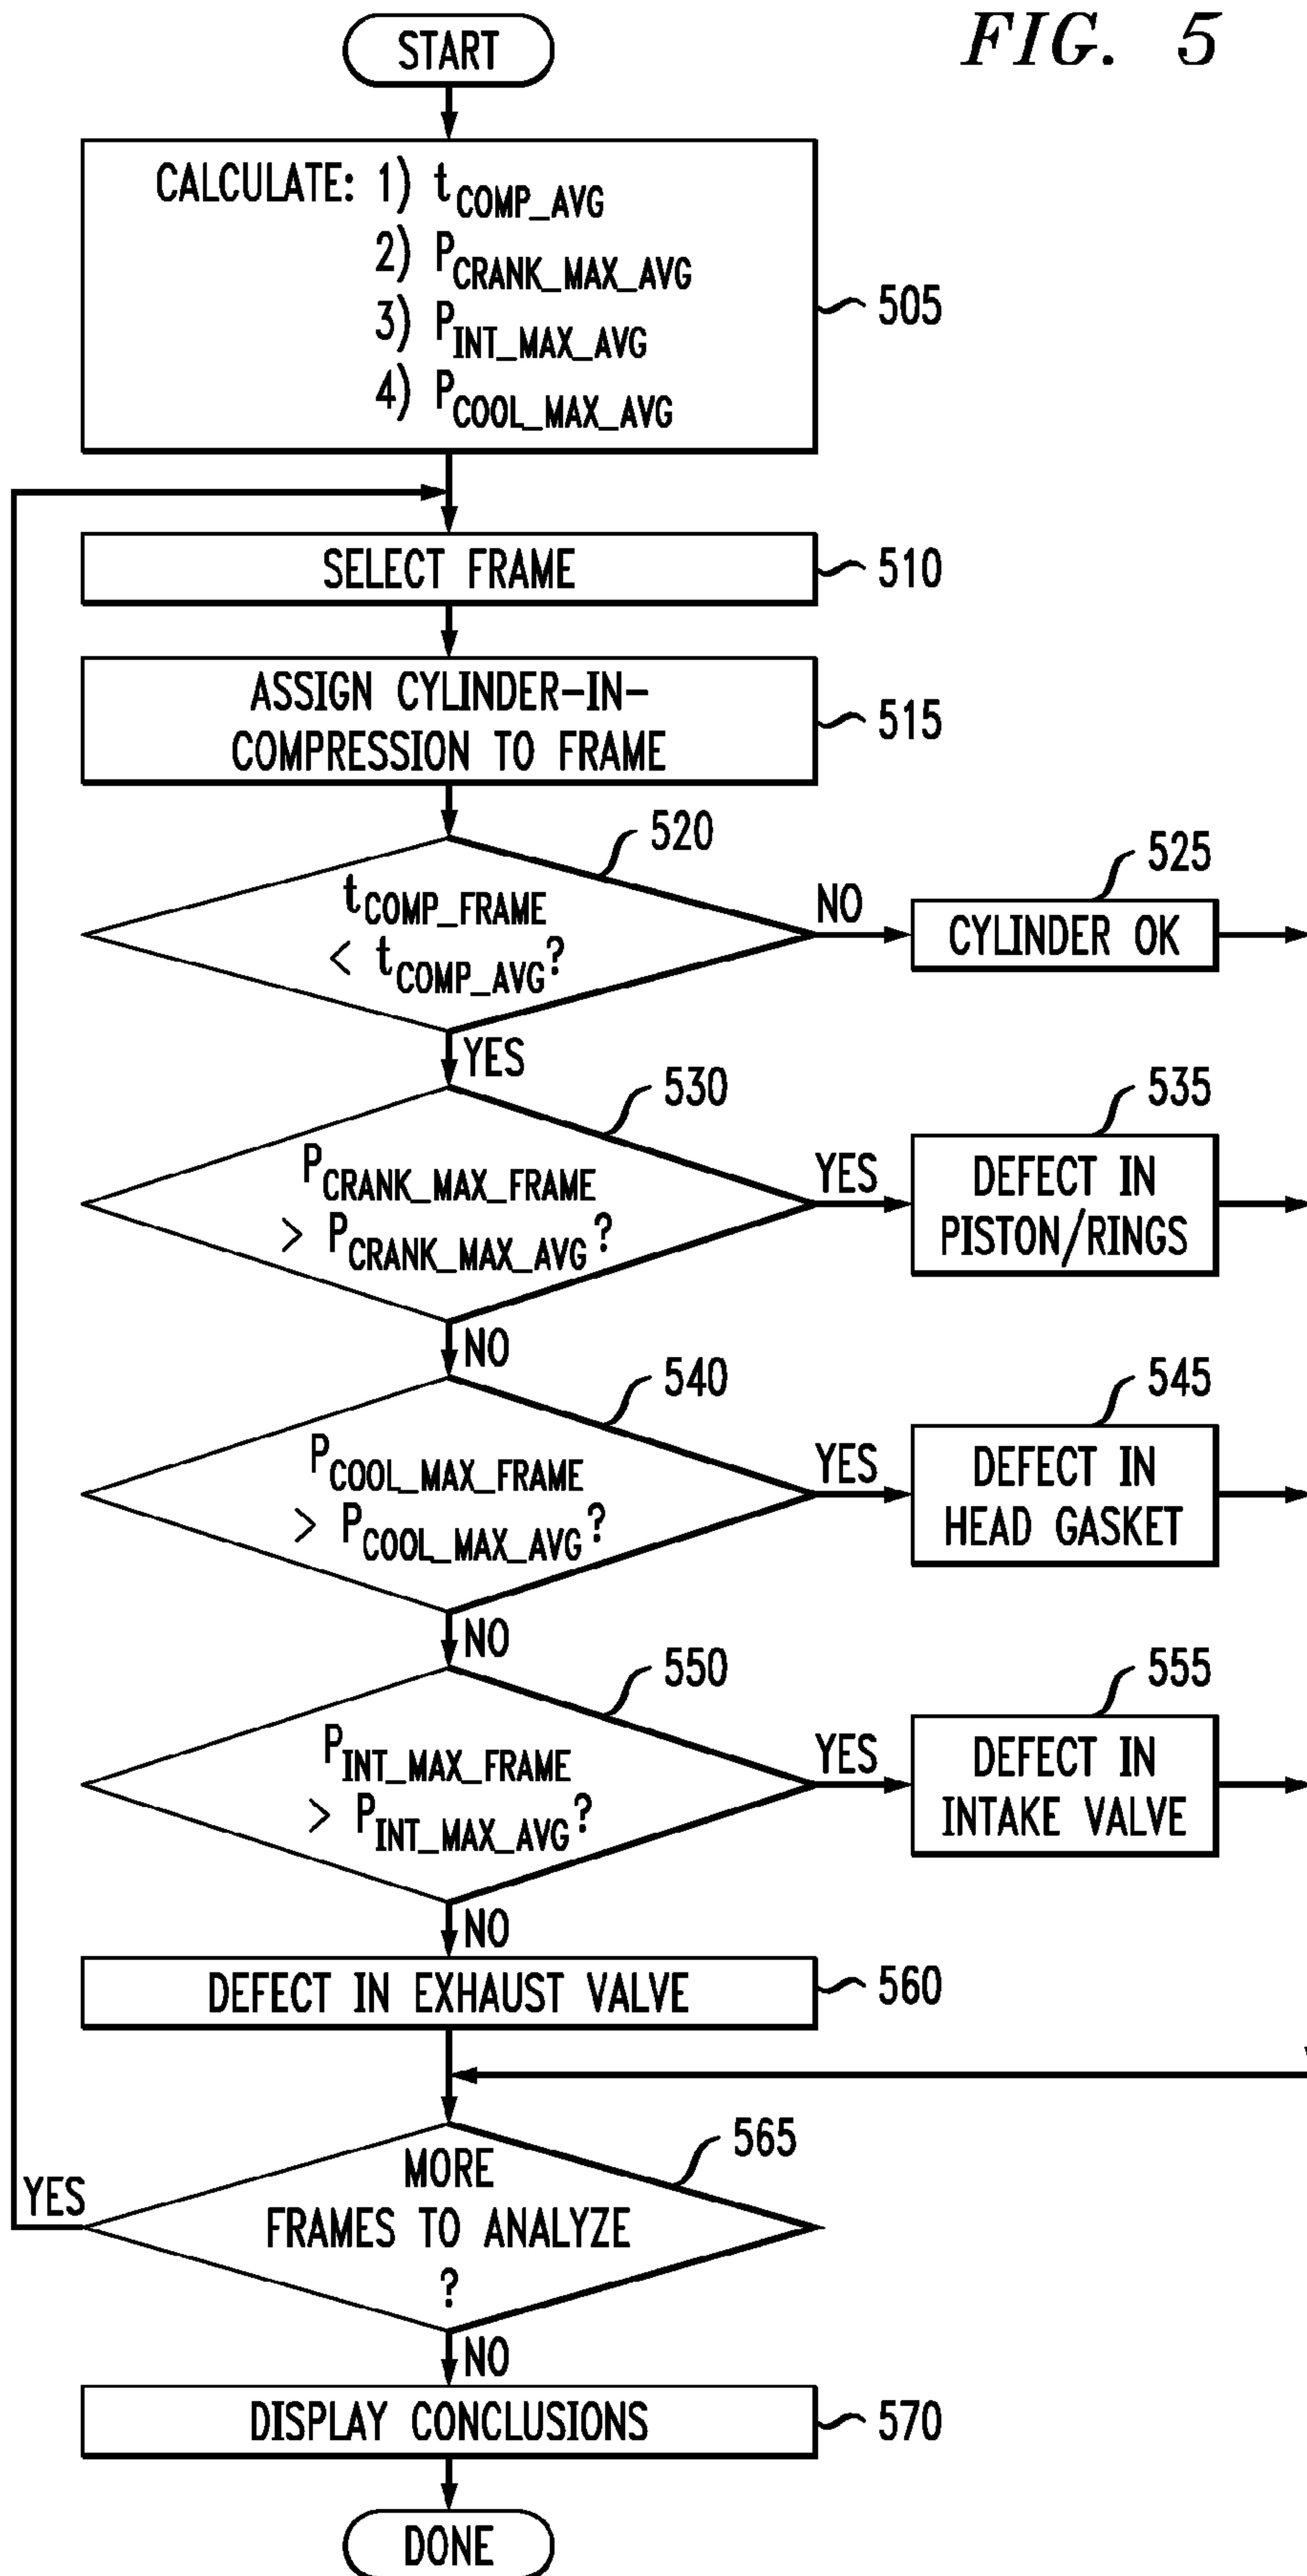 FIG. 5
START
CALCULATE: 1) tCOMP_AVG
2) PCRANK_MAX_AVG
3) PINT_MAX_AVG
4) PCOOL_MAX_AVG
505
SELECT FRAME
510
ASSIGN CYLINDER-IN-
COMPRESSION TO FRAME
515
520
tCOMP_FRAME
< tCOMP_AVG?
NO
525
CYLINDER OK
YES
530
PCRANK_MAX_FRAME
> PCRANK_MAX_AVG?
YES
535
DEFECT IN
PISTON/RINGS
NO
540
PCOOL_MAX_FRAME
> PCOOL_MAX_AVG?
YES
545
DEFECT IN
HEAD GASKET
NO
550
PINT_MAX_FRAME
> PINT_MAX_AVG?
YES
555
DEFECT IN
INTAKE VALVE
NO
DEFECT IN EXHAUST VALVE
560
565
MORE
FRAMES TO ANALYZE
?
YES
NO
DISPLAY CONCLUSIONS
570
DONE